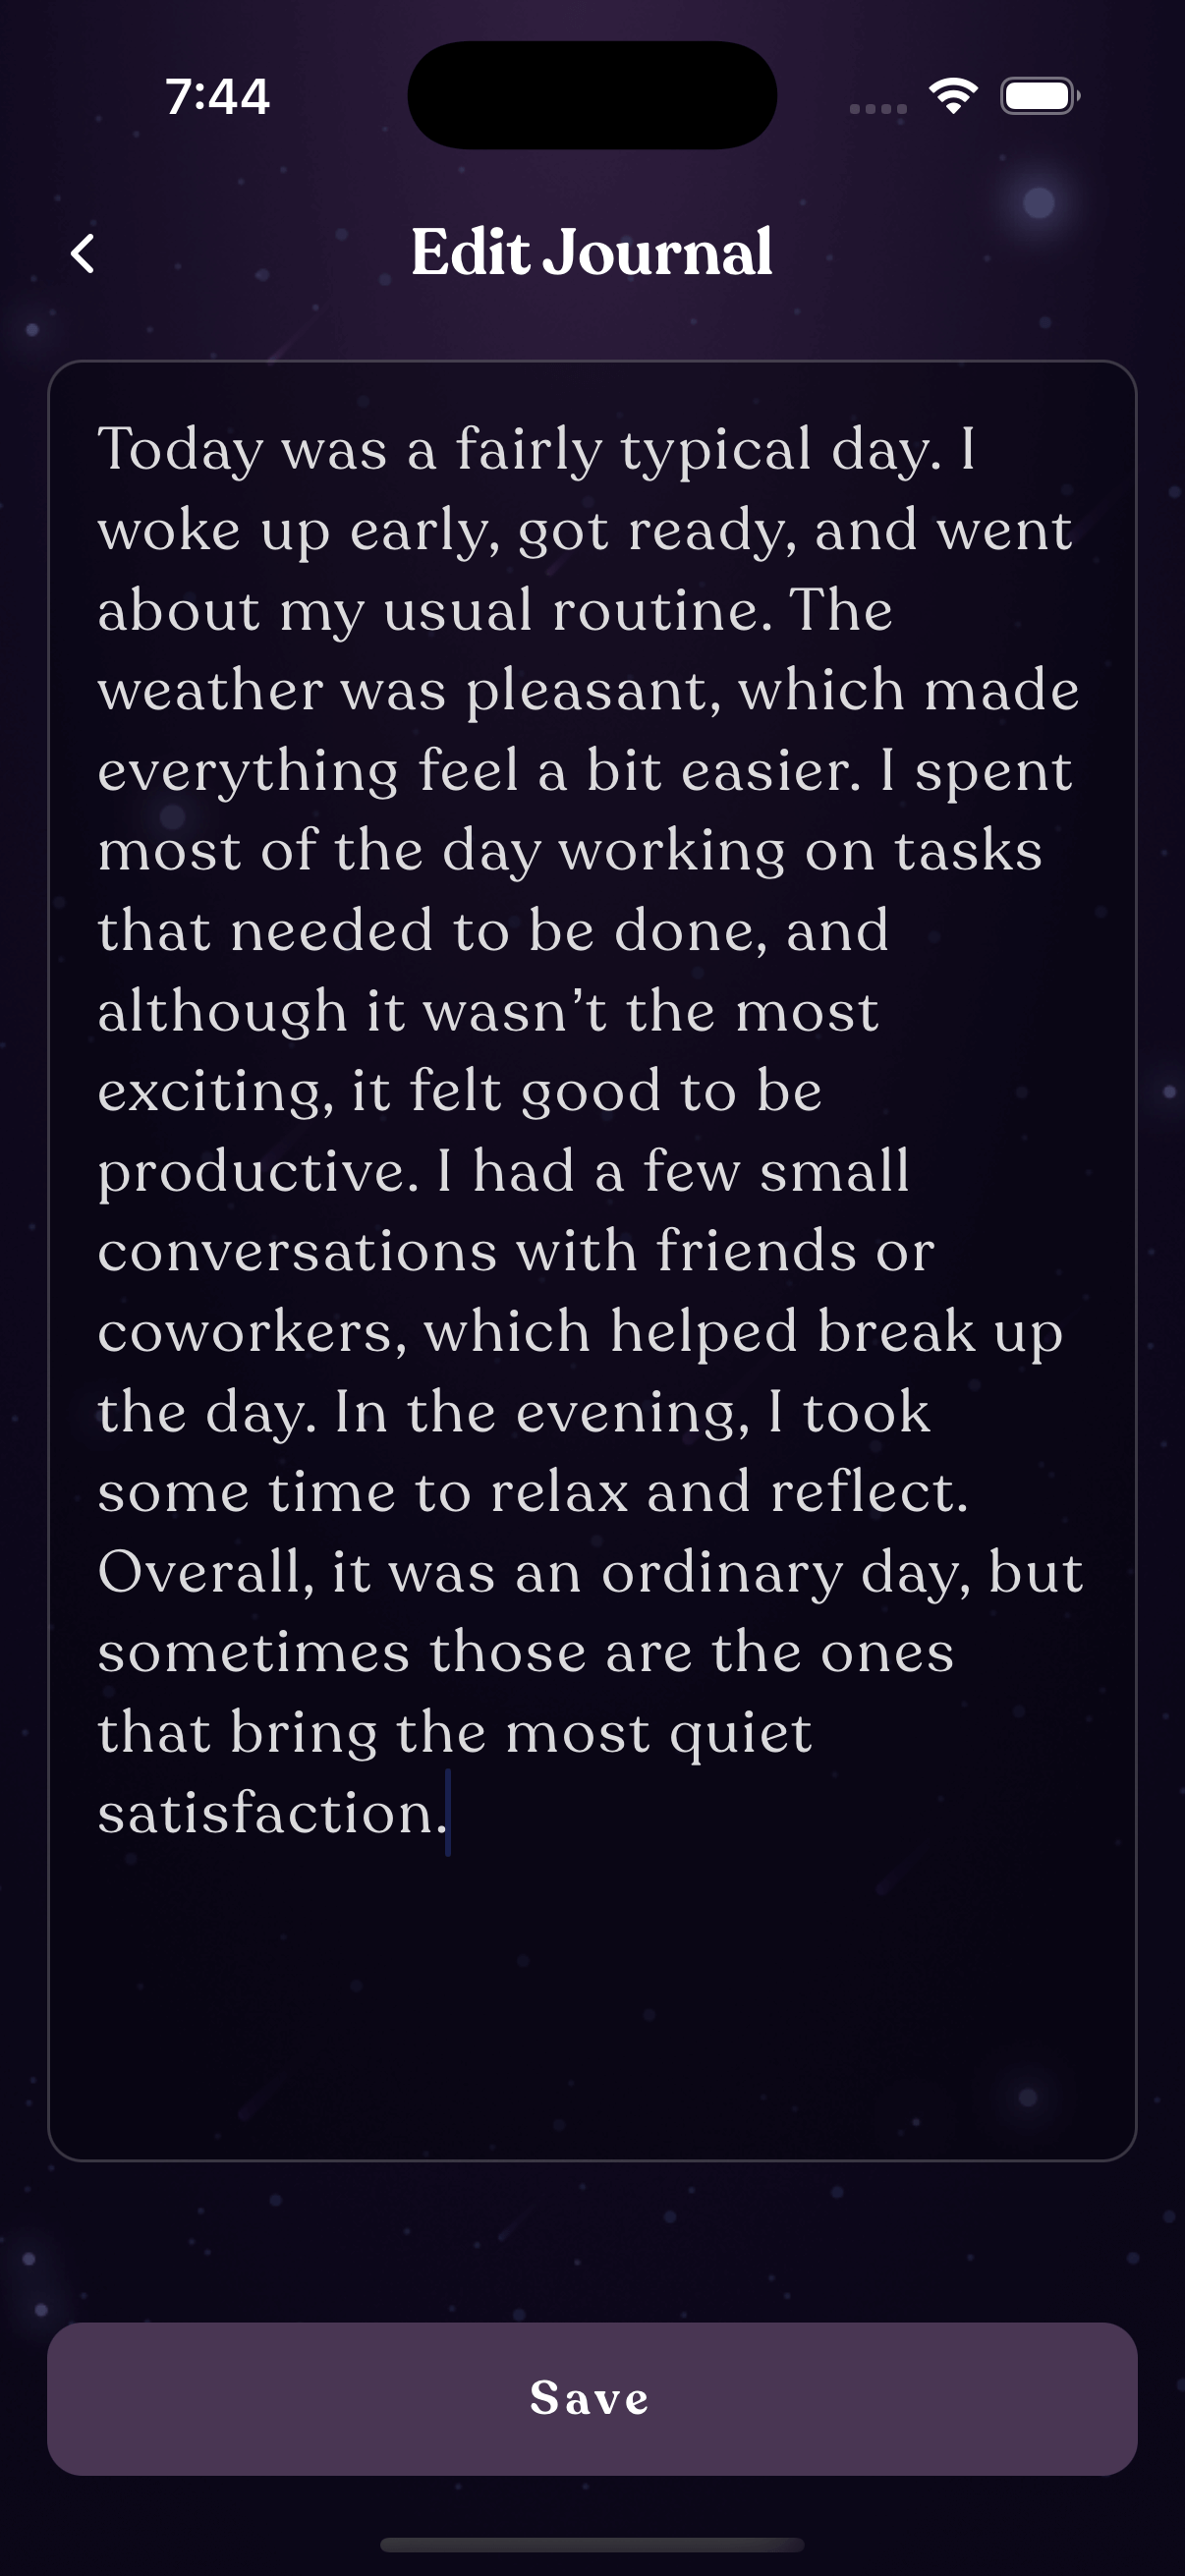 7:44
Edit Journal
Today was a fairly typical day. I
woke up early, got ready, and went
about my usual routine. The
weather was pleasant, which made
everything feel a bit easier. I spent
most of the day working on tasks
that needed to be done, and
although it wasn’t the most
exciting, it felt good to be
productive. I had a few small
conversations with friends or
coworkers, which helped break up
the day. In the evening, I took
some time to relax and reflect.
Overall, it was an ordinary day, but
sometimes those are the ones
that bring the most quiet
satisfaction.
Save